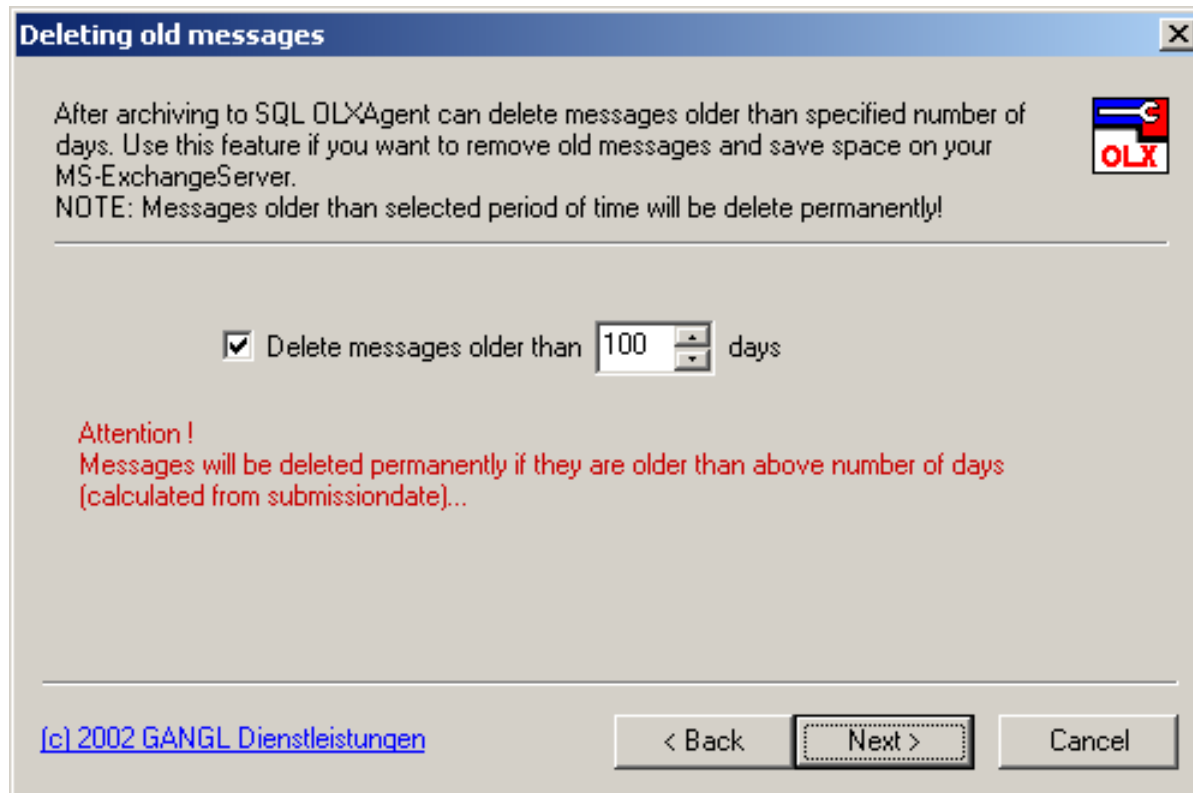 Deleting old messages
After archiving to SQL OLXAgent can delete messages older than specified number of
days. Use this feature if you want to remove old messages and save space on your
MS-ExchangeServer.
NOTE: Messages older than selected period of time will be delete permanently!
OLX
Delete messages older than 100 days
Attention !
Messages will be deleted permanently if they are older than above number of days
(calculated from submissiondate)...
(c) 2002 GANGL Dienstleistungen
< Back Next > Cancel